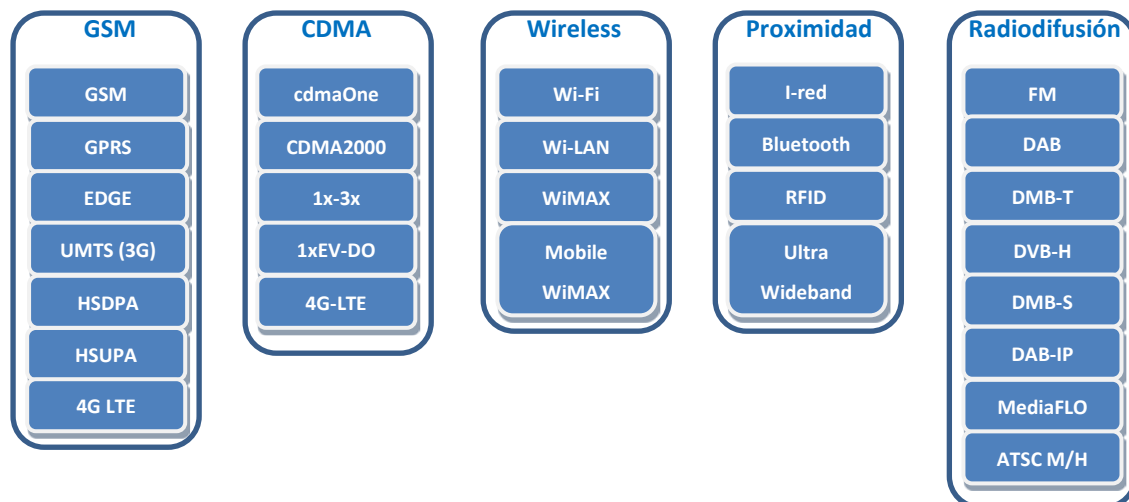 GSM
GSM
GPRS
EDGE
UMTS (3G)
HSDPA
HSUPA
4G LTE
CDMA
cdmaOne
CDMA2000
1x-3x
1xEV-DO
4G-LTE
Wireless
Wi-Fi
Wi-LAN
WiMAX
Mobile
WiMAX
Proximidad
I-red
Bluetooth
RFID
Ultra
Wideband
Radiodifusión
FM
DAB
DMB-T
DVB-H
DMB-S
DAB-IP
MediaFLO
ATSC M/H